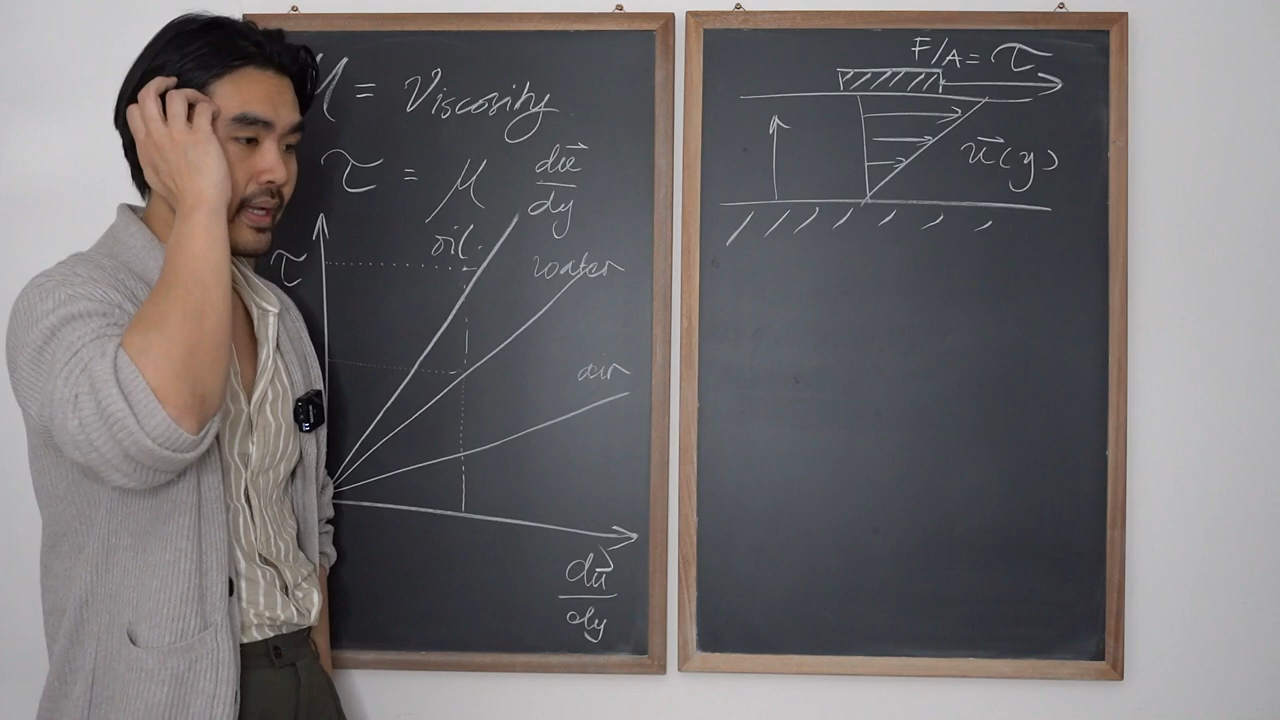 μ = Viscosity
τ = μ du⃗/dy
oil
water
τ
air
du⃗/dy
F/A = τ
u⃗(y)